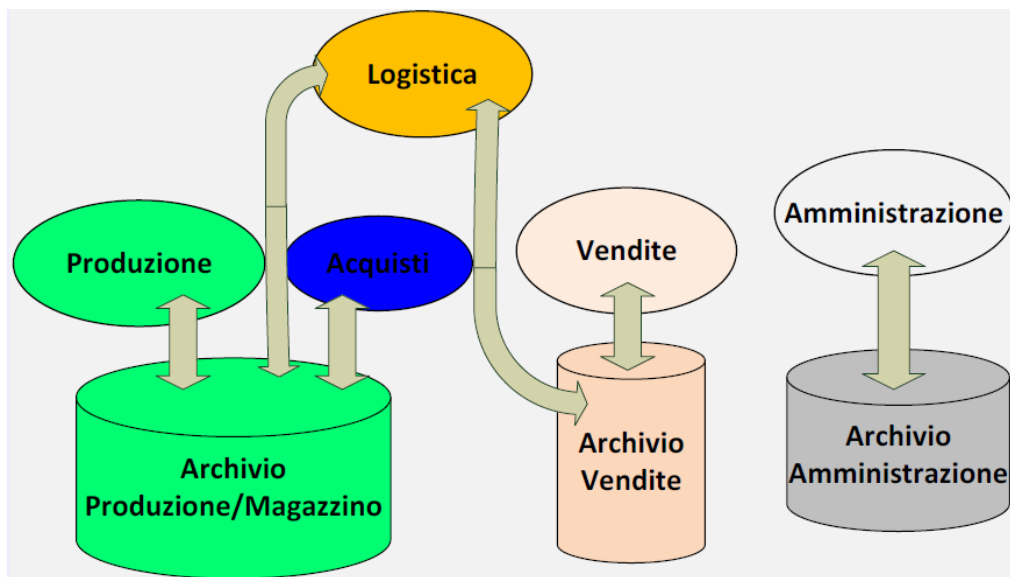 Logistica
Produzione
Acquisti
Vendite
Amministrazione
Archivio
Produzione/Magazzino
Archivio
Vendite
Archivio
Amministrazione